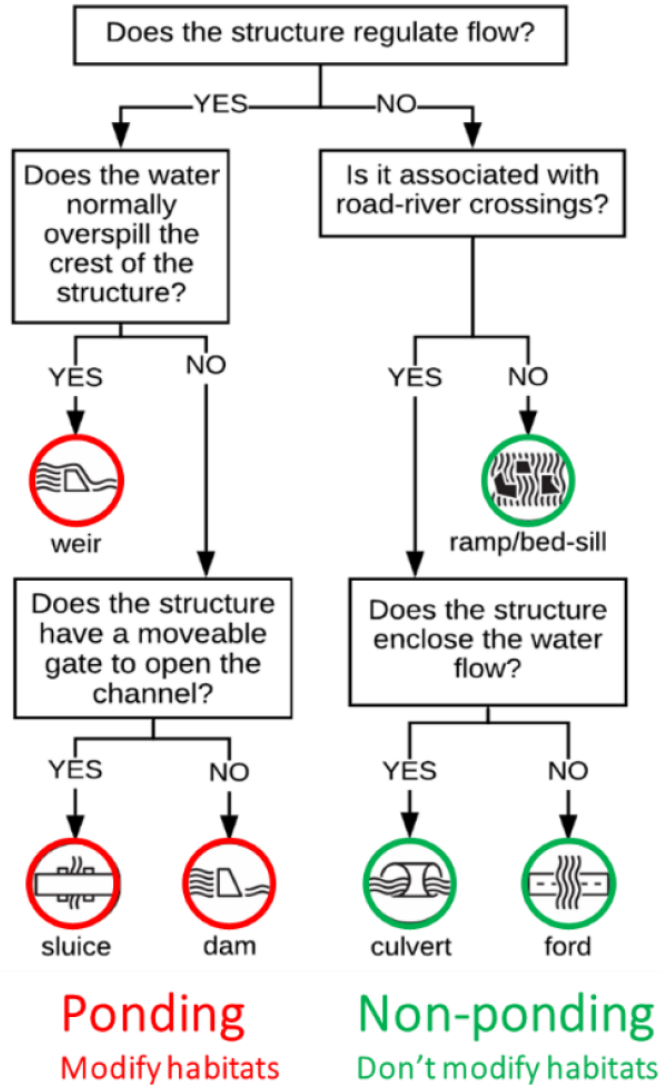 Does the structure regulate flow?
YES
NO
Does the water
normally
overspill the
crest of the
structure?
Is it associated with
road-river crossings?
YES
NO
YES
NO
weir
ramp/bed-sill
Does the structure
have a moveable
gate to open the
channel?
Does the structure
enclose the water
flow?
YES
NO
YES
NO
sluice
dam
culvert
ford
Ponding
Modify habitats
Non-ponding
Don't modify habitats